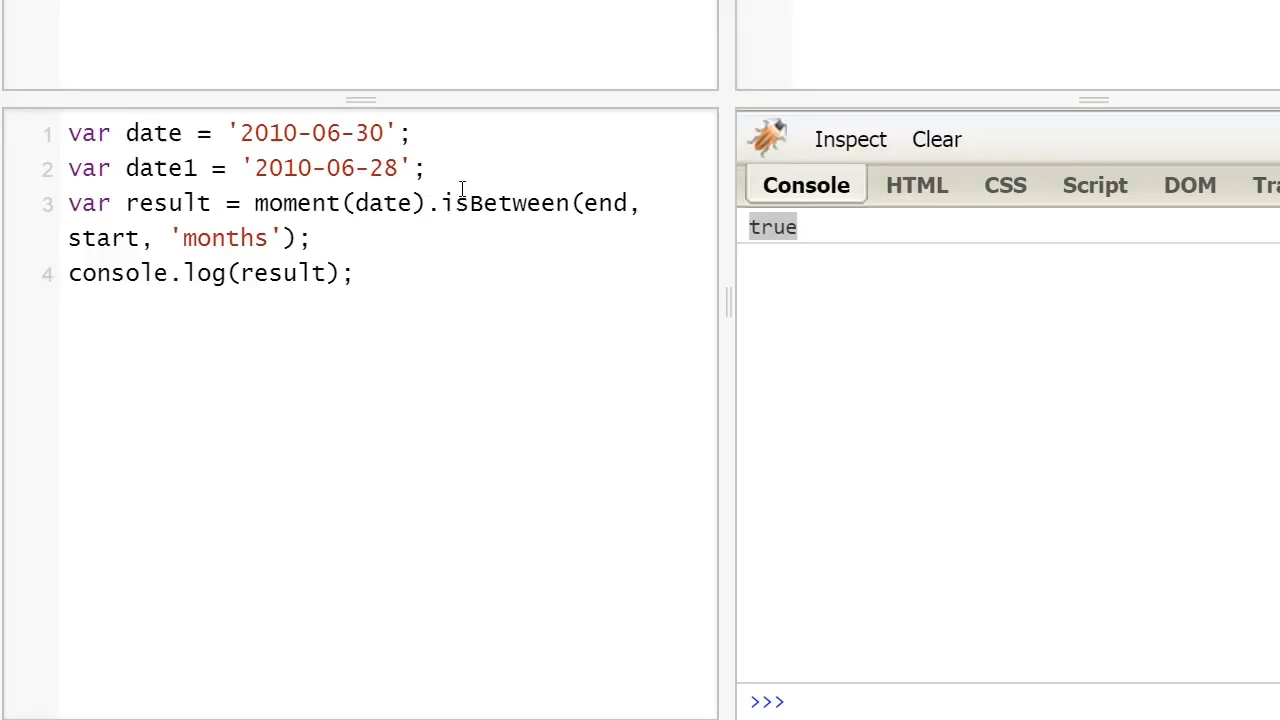 1 var date = '2010-06-30';
2 var date1 = '2010-06-28';
3 var result = moment(date).isBetween(end,
start, 'months');
4 console.log(result);
Inspect Clear
Console HTML CSS Script DOM Tra
true
>>>